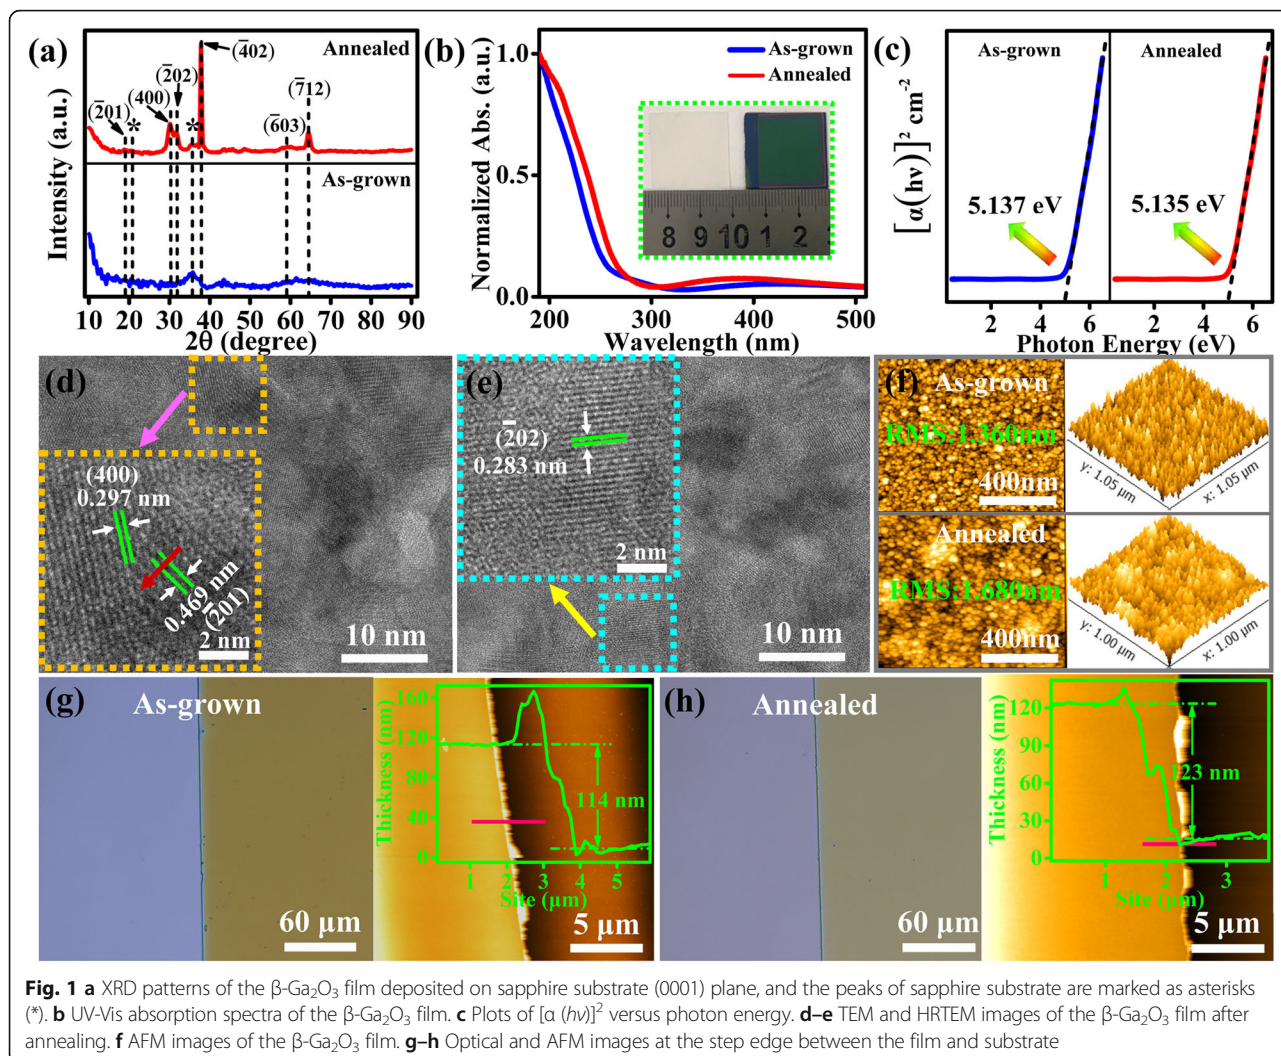 (a)
Annealed
(4̅02)
(2̅02)
(400)
(2̅01)
*
*
(7̅12)
(6̅03)
As-grown
Intensity (a.u.)
10 20 30 40 50 60 70 80 90
2θ (degree)
(b)
As-grown
Annealed
1.0
0.5
0.0
Normalized Abs. (a.u.)
8 9 10 1 2
200 300 400 500
Wavelength (nm)
(c)
As-grown
Annealed
[α(hν)]² cm⁻²
5.137 eV
5.135 eV
2 4 6 2 4 6
Photon Energy (eV)
(d)
(400)
0.297 nm
0.469 nm
(2̅01)
2 nm
10 nm
(e)
(2̅02)
0.283 nm
2 nm
10 nm
(f)
As-grown
RMS:1.360nm
400nm
y: 1.05 µm
x: 1.05 µm
Annealed
RMS:1.680nm
400nm
y: 1.00 µm
x: 1.00 µm
(g)
As-grown
60 µm
Thickness (nm)
160
120
80
40
0
114 nm
1 2 3 4 5
Site (µm)
5 µm
(h)
Annealed
60 µm
Thickness (nm)
120
90
60
30
0
123 nm
1 2 3
Site (µm)
5 µm
Fig. 1 a XRD patterns of the β-Ga₂O₃ film deposited on sapphire substrate (0001) plane, and the peaks of sapphire substrate are marked as asterisks
(*). b UV-Vis absorption spectra of the β-Ga₂O₃ film. c Plots of [α (hν)]² versus photon energy. d–e TEM and HRTEM images of the β-Ga₂O₃ film after
annealing. f AFM images of the β-Ga₂O₃ film. g–h Optical and AFM images at the step edge between the film and substrate